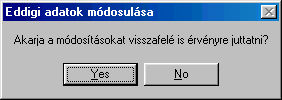 Eddigi adatok módosulása
Akarja a módosításokat visszafelé is érvényre juttatni?
Yes
No